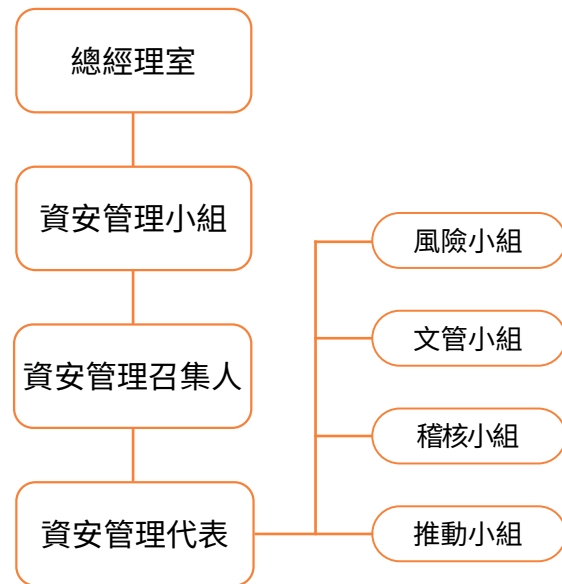 總經理室
資安管理小組
資安管理召集人
資安管理代表
風險小組
文管小組
稽核小組
推動小組